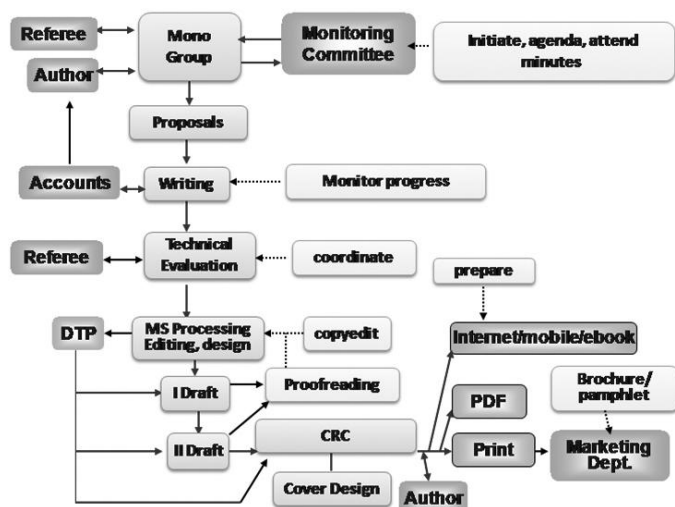 Referee
Mono
Group
Monitoring
Committee
Initiate, agenda, attend
minutes
Author
Proposals
Accounts
Writing
Monitor progress
Referee
Technical
Evaluation
coordinate
prepare
DTP
MS Processing
Editing, design
copyedit
Internet/mobile/ebook
I Draft
Proofreading
PDF
Brochure/
pamphlet
II Draft
CRC
Print
Marketing
Dept.
Cover Design
Author